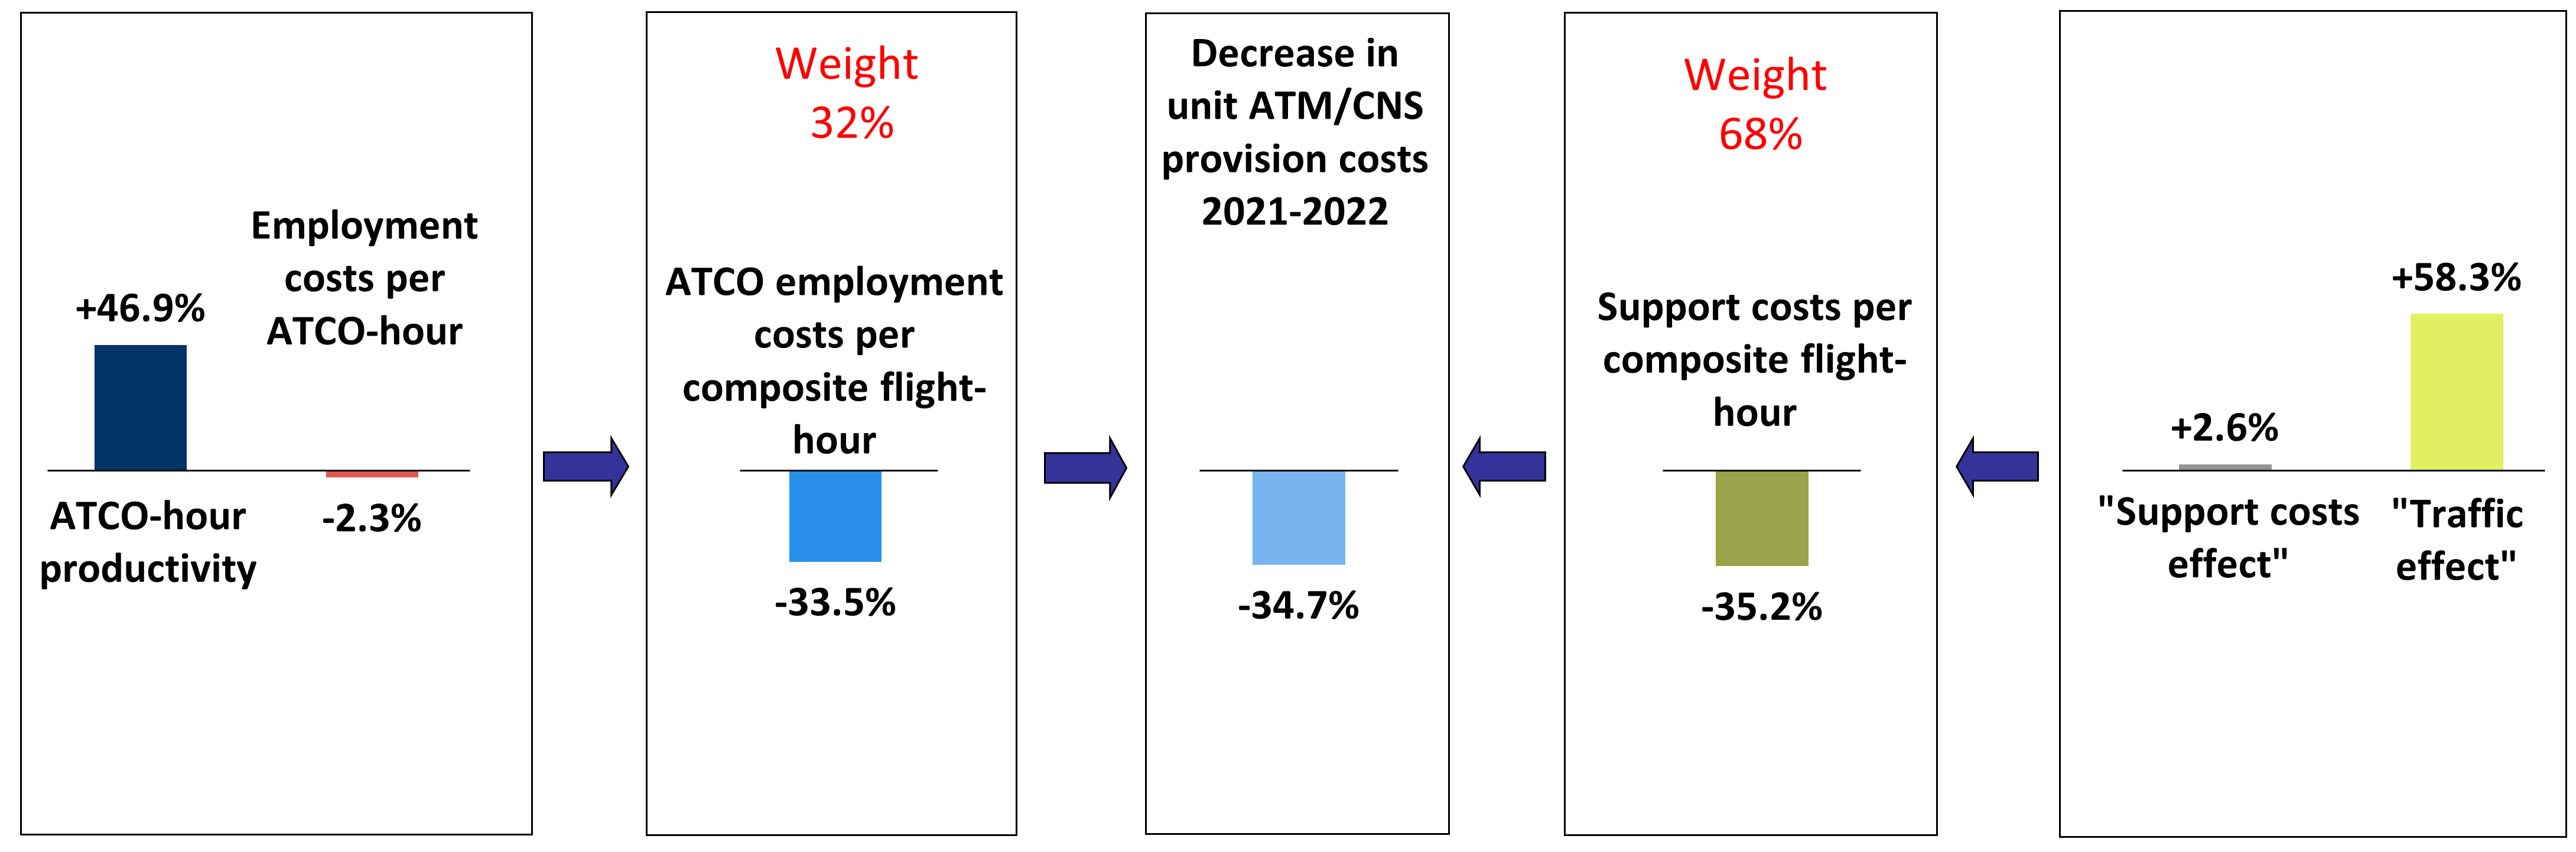 +46.9%
ATCO-hour
productivity
Employment
costs per
ATCO-hour
-2.3%
Weight
32%
ATCO employment
costs per
composite flight-
hour
-33.5%
Decrease in
unit ATM/CNS
provision costs
2021-2022
-34.7%
Weight
68%
Support costs per
composite flight-
hour
-35.2%
+2.6%
"Support costs
effect"
+58.3%
"Traffic
effect"